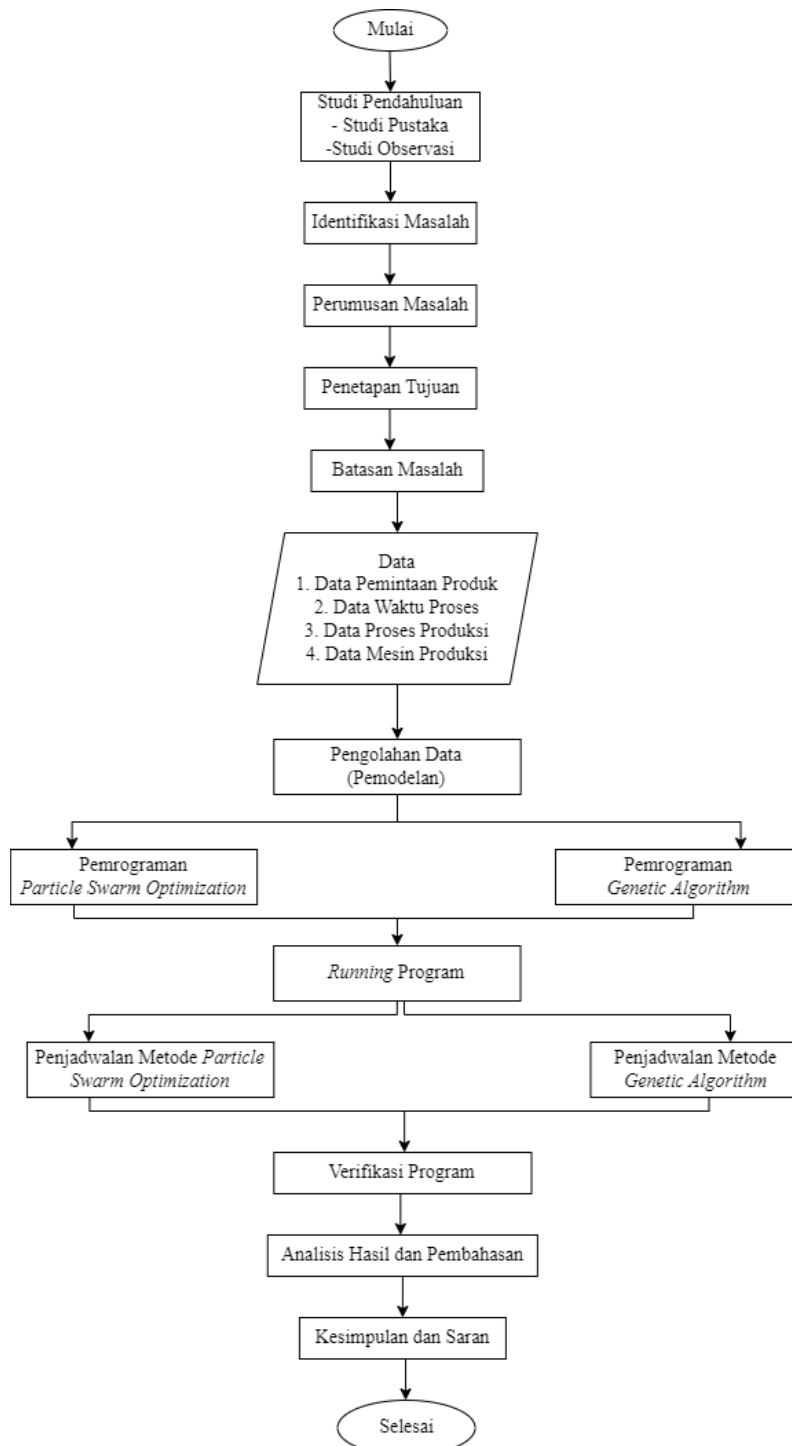 Mulai
Studi Pendahuluan
- Studi Pustaka
-Studi Observasi
Identifikasi Masalah
Perumusan Masalah
Penetapan Tujuan
Batasan Masalah
Data
1. Data Pemintaan Produk
2. Data Waktu Proses
3. Data Proses Produksi
4. Data Mesin Produksi
Pengolahan Data
(Pemodelan)
Pemrograman
Particle Swarm Optimization
Pemrograman
Genetic Algorithm
Running Program
Penjadwalan Metode Particle
Swarm Optimization
Penjadwalan Metode
Genetic Algorithm
Verifikasi Program
Analisis Hasil dan Pembahasan
Kesimpulan dan Saran
Selesai